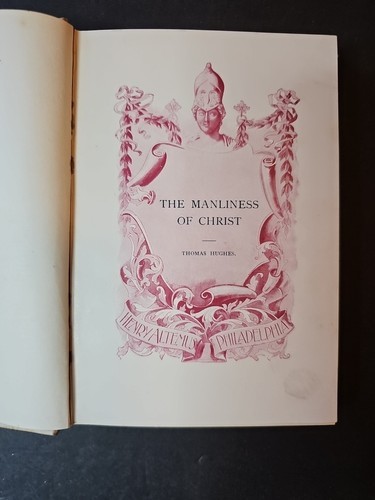 THE MANLINESS
OF CHRIST
THOMAS HUGHES.
HENRY ALTEMUS PHILADELPHIA